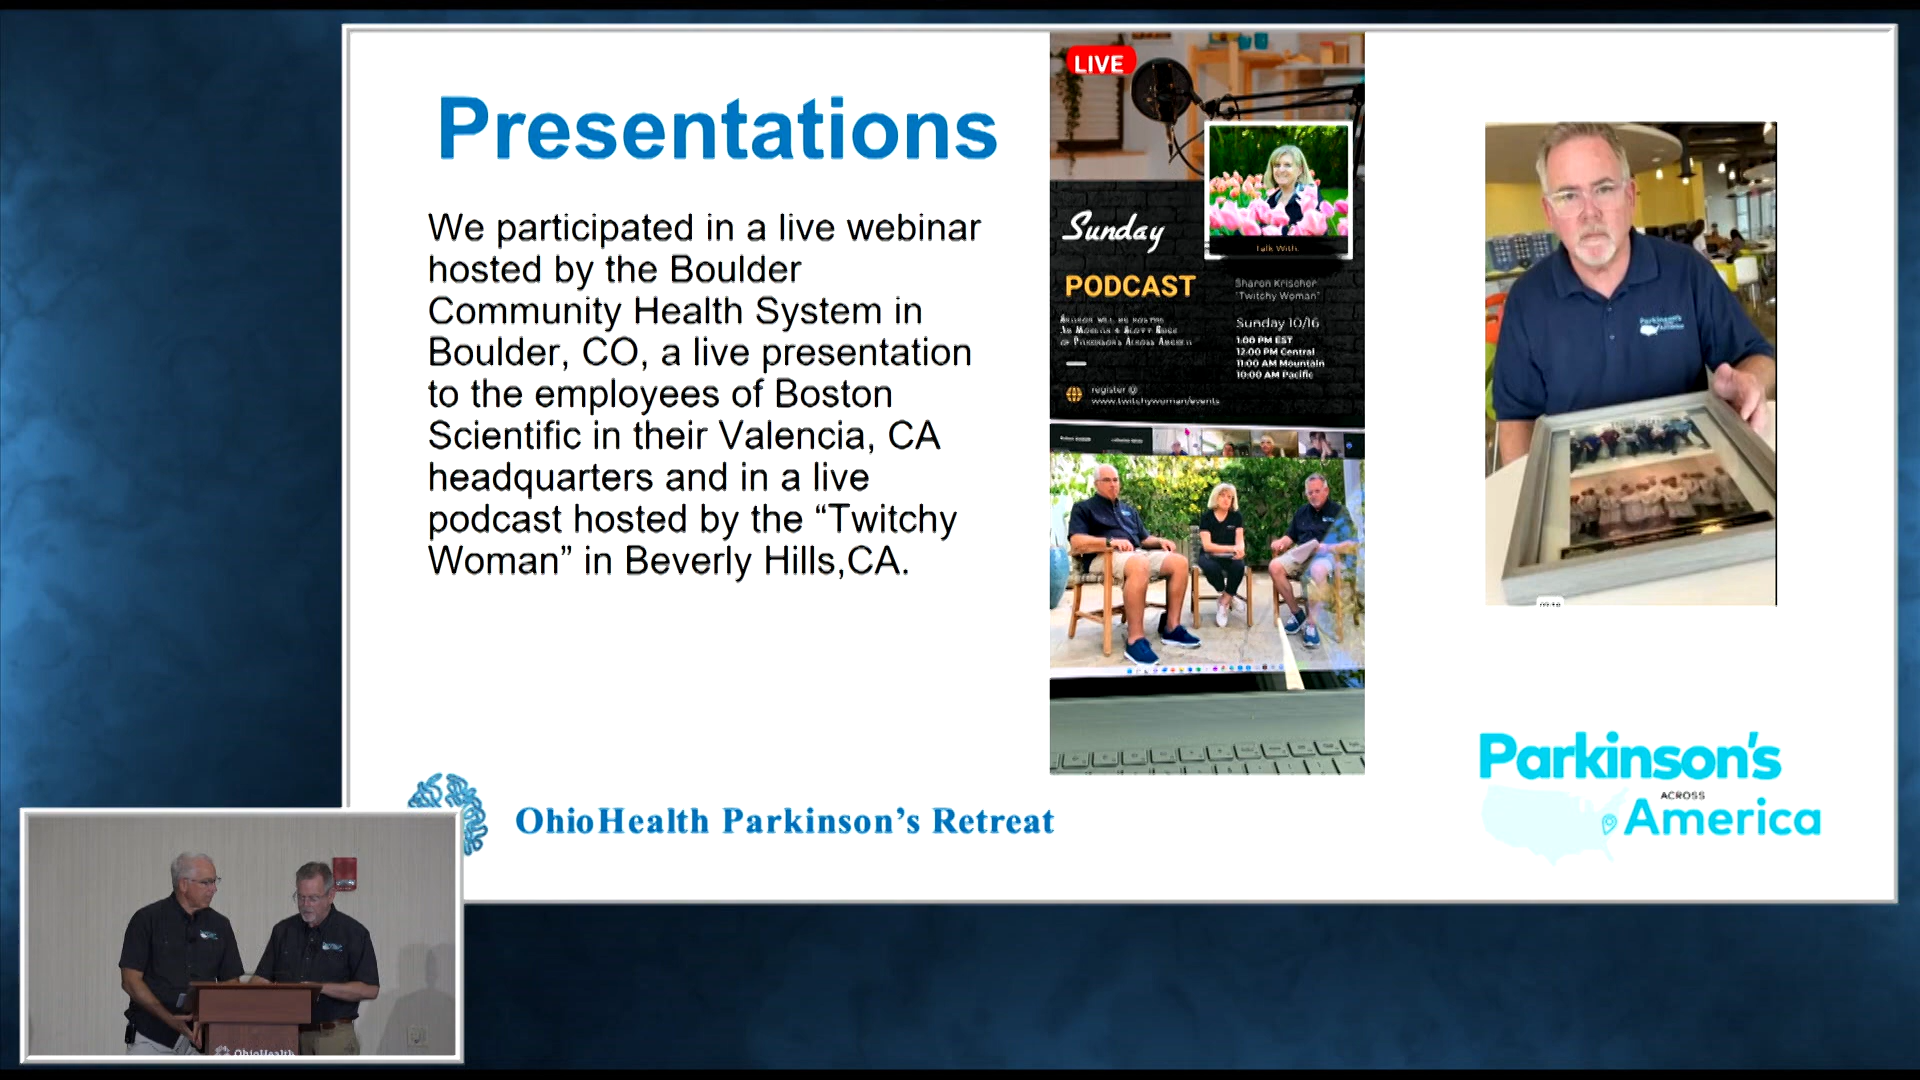 Presentations
We participated in a live webinar
hosted by the Boulder
Community Health System in
Boulder, CO, a live presentation
to the employees of Boston
Scientific in their Valencia, CA
headquarters and in a live
podcast hosted by the “Twitchy
Woman” in Beverly Hills,CA.
LIVE
Talk With:
Sunday
PODCAST
Sharon Krischer
"Twitchy Woman"
Sunday 10/16
1:00 PM EST
12:00 PM Central
11:00 AM Mountain
10:00 AM Pacific
register @
www.twitchywoman/events
Parkinson's
OhioHealth Parkinson’s Retreat
Parkinson's
ACROSS
America
OhioHealth